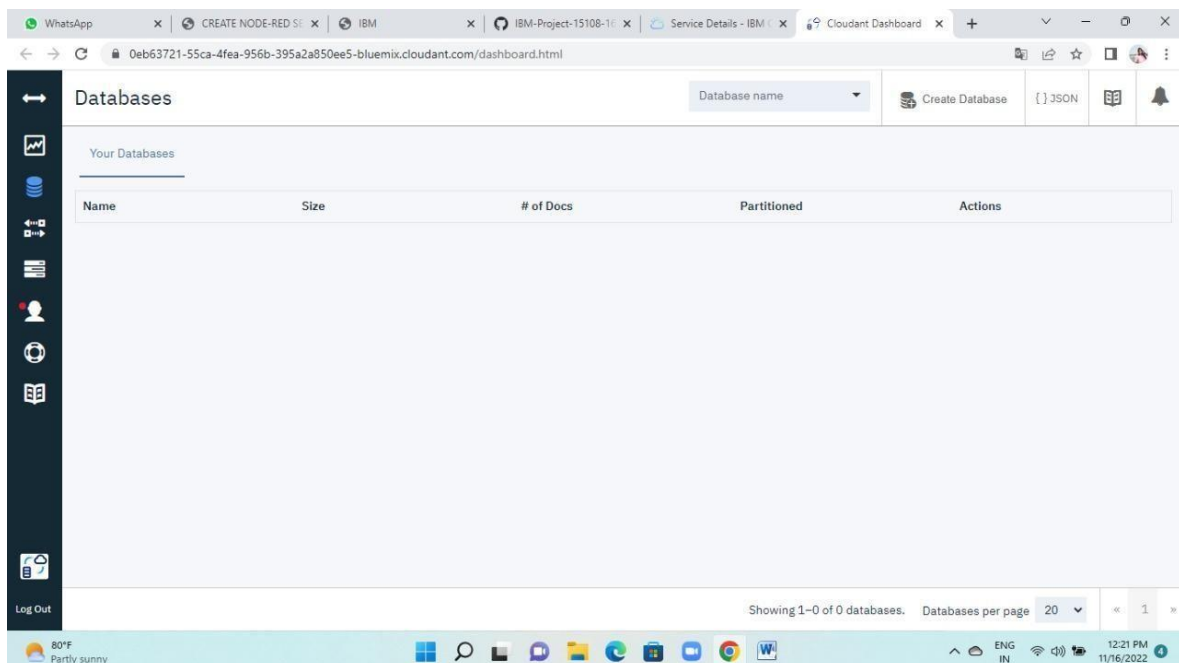 WhatsApp CREATE NODE-RED SE IBM IBM-Project-15108-16 Service Details - IBM C Cloudant Dashboard
0eb63721-55ca-4fea-956b-395a2a850ee5-bluemix.cloudant.com/dashboard.html
Databases Database name Create Database { } JSON
Your Databases
Name Size # of Docs Partitioned Actions
Showing 1–0 of 0 databases. Databases per page 20 « 1 »
Log Out
80°F
Partly sunny
ENG
IN
12:21 PM
11/16/2022
4